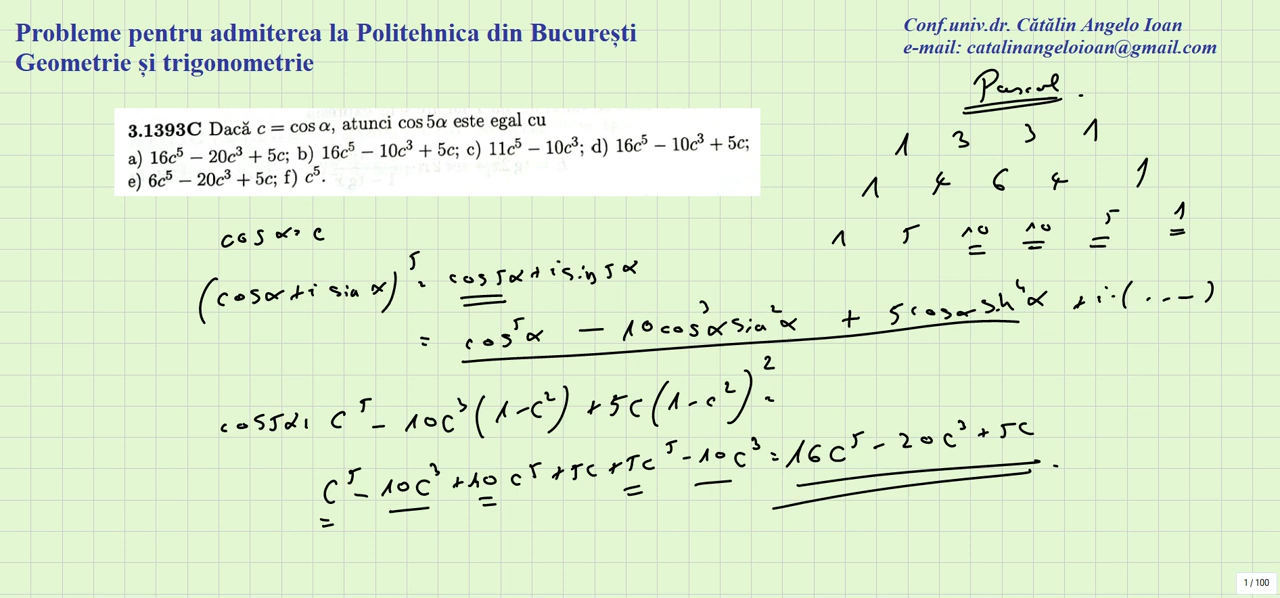 Probleme pentru admiterea la Politehnica din București
Geometrie și trigonometrie
Conf.univ.dr. Cătălin Angelo Ioan
e-mail: catalinangeloioan@gmail.com
3.1393C Dacă c = cos α, atunci cos 5α este egal cu
a) 16c⁵ − 20c³ + 5c; b) 16c⁵ − 10c³ + 5c; c) 11c⁵ − 10c³; d) 16c⁵ − 10c³ + 5c;
e) 6c⁵ − 20c³ + 5c; f) c⁵.
Pascal.
1 3 3 1
1 4 6 4 1
1 5 10 10 5 1
cos α = c
(cos α + i sin α)⁵ = cos 5α + i sin 5α
= cos⁵α − 10 cos³α sin²α + 5 cos α sin⁴α + i·(...−)
cos 5α = c⁵ − 10c³(1−c²) + 5c(1−c²)² =
c⁵ − 10c³ + 10c⁵ + 5c + 5c⁵ − 10c³ = 16c⁵ − 20c³ + 5c.
1 / 100